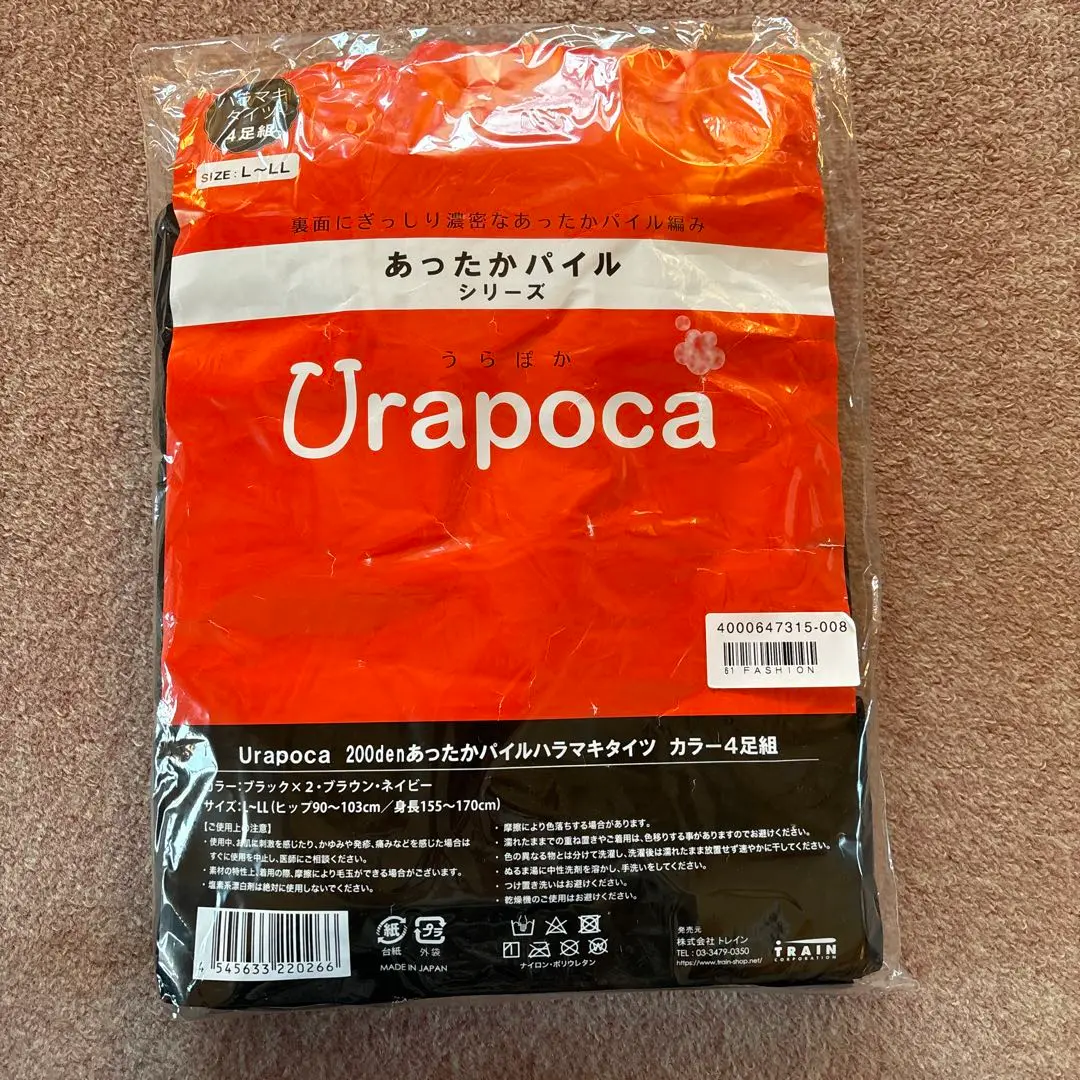 ハラマキ
タイツ
4足組
SIZE: L～LL
裏面にぎっしり濃密なあったかパイル編み
あったかパイル
シリーズ
うらぽか
Urapoca
4000647315-008
61 FASHION
Urapoca 200denあったかパイルハラマキタイツ カラー4足組
カラー:ブラック×2・ブラウン・ネイビー
サイズ:L~LL(ヒップ90～103cm／身長155～170cm)
【ご使用上の注意】
・使用中、お肌に刺激を感じたり、かゆみや発疹、痛みなどを感じた場合は
すぐに使用を中止し、医師にご相談ください。
・素材の特性上、着用の際、摩擦により毛玉ができる場合がございます。
・塩素系漂白剤は絶対に使用しないでください。
・摩擦により色落ちする場合があります。
・濡れたままでの重ね置きやご着用は、色移りする事がありますのでお避けください。
・色の異なる物とは分けて洗濯し、洗濯後は濡れたまま放置せず速やかに干してください。
・ぬるま湯に中性洗剤を溶かし、手洗いをしてください。
・つけ置き洗いはお避けください。
・乾燥機のご使用はお避けください。
4 545633 220266
紙
台紙
プラ
外袋
MADE IN JAPAN
ナイロン・ポリウレタン
発売元
株式会社 トレイン
TEL : 03-3479-0350
https://www.train-shop.net/
TRAIN
CORPORATION